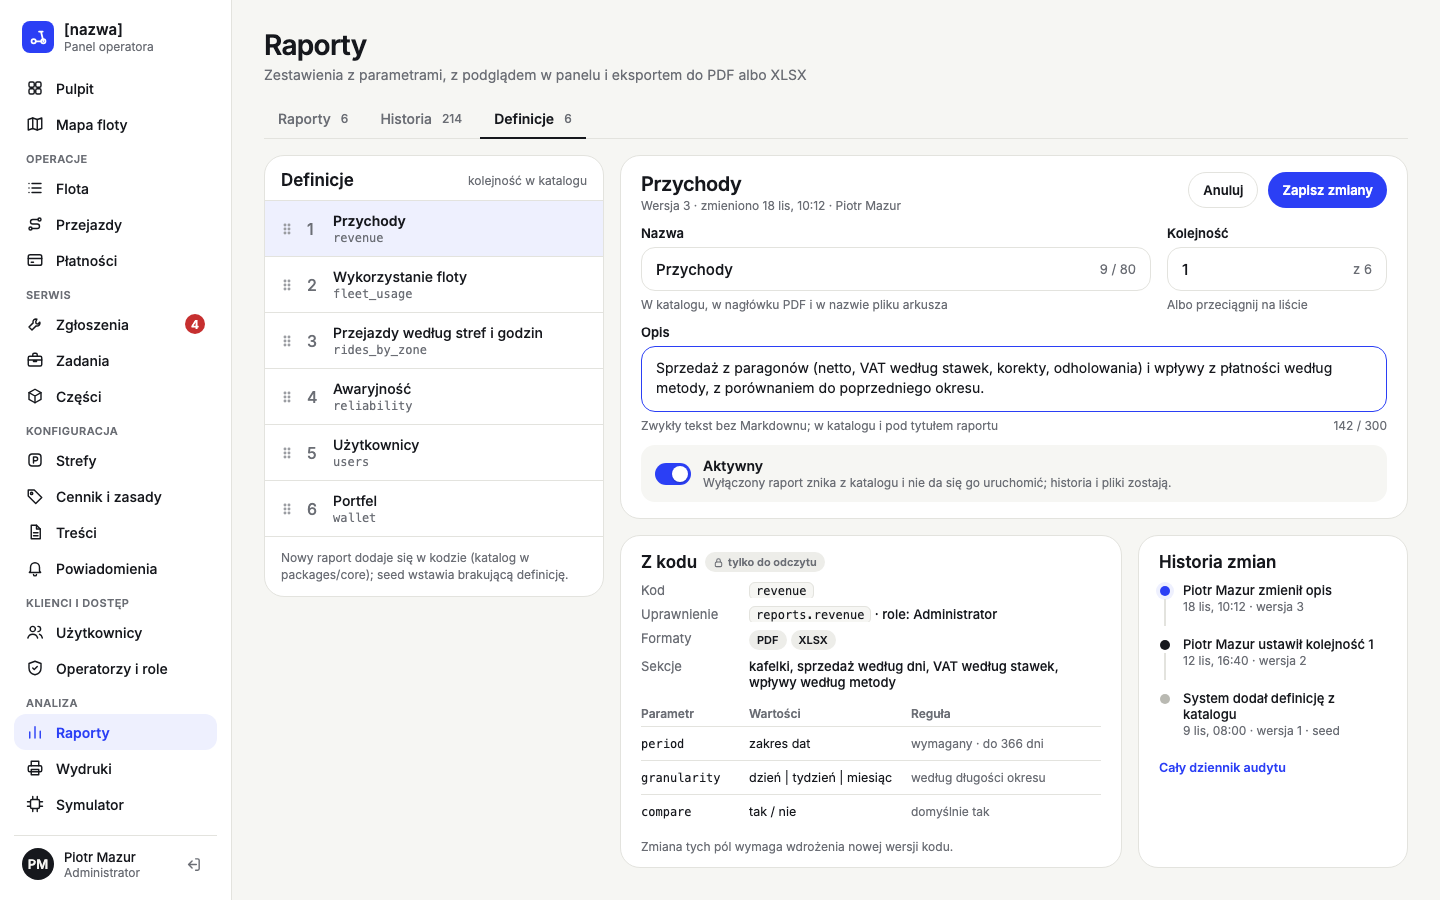 [nazwa]
Panel operatora
Pulpit
Mapa floty
OPERACJE
Flota
Przejazdy
Płatności
SERWIS
Zgłoszenia 4
Zadania
Części
KONFIGURACJA
Strefy
Cennik i zasady
Treści
Powiadomienia
KLIENCI I DOSTĘP
Użytkownicy
Operatorzy i role
ANALIZA
Raporty
Wydruki
Symulator
PM
Piotr Mazur
Administrator
Raporty
Zestawienia z parametrami, z podglądem w panelu i eksportem do PDF albo XLSX
Raporty 6 Historia 214 Definicje 6
Definicje kolejność w katalogu
1 Przychody
revenue
2 Wykorzystanie floty
fleet_usage
3 Przejazdy według stref i godzin
rides_by_zone
4 Awaryjność
reliability
5 Użytkownicy
users
6 Portfel
wallet
Nowy raport dodaje się w kodzie (katalog w
packages/core); seed wstawia brakującą definicję.
Przychody
Wersja 3 · zmieniono 18 lis, 10:12 · Piotr Mazur
Anuluj Zapisz zmiany
Nazwa Kolejność
Przychody 9 / 80 1 z 6
W katalogu, w nagłówku PDF i w nazwie pliku arkusza Albo przeciągnij na liście
Opis
Sprzedaż z paragonów (netto, VAT według stawek, korekty, odholowania) i wpływy z płatności według
metody, z porównaniem do poprzedniego okresu.
Zwykły tekst bez Markdownu; w katalogu i pod tytułem raportu 142 / 300
Aktywny
Wyłączony raport znika z katalogu i nie da się go uruchomić; historia i pliki zostają.
Z kodu tylko do odczytu
Kod revenue
Uprawnienie reports.revenue · role: Administrator
Formaty PDF XLSX
Sekcje kafelki, sprzedaż według dni, VAT według stawek,
wpływy według metody
Parametr Wartości Reguła
period zakres dat wymagany · do 366 dni
granularity dzień | tydzień | miesiąc według długości okresu
compare tak / nie domyślnie tak
Zmiana tych pól wymaga wdrożenia nowej wersji kodu.
Historia zmian
Piotr Mazur zmienił opis
18 lis, 10:12 · wersja 3
Piotr Mazur ustawił kolejność 1
12 lis, 16:40 · wersja 2
System dodał definicję z
katalogu
9 lis, 08:00 · wersja 1 · seed
Cały dziennik audytu